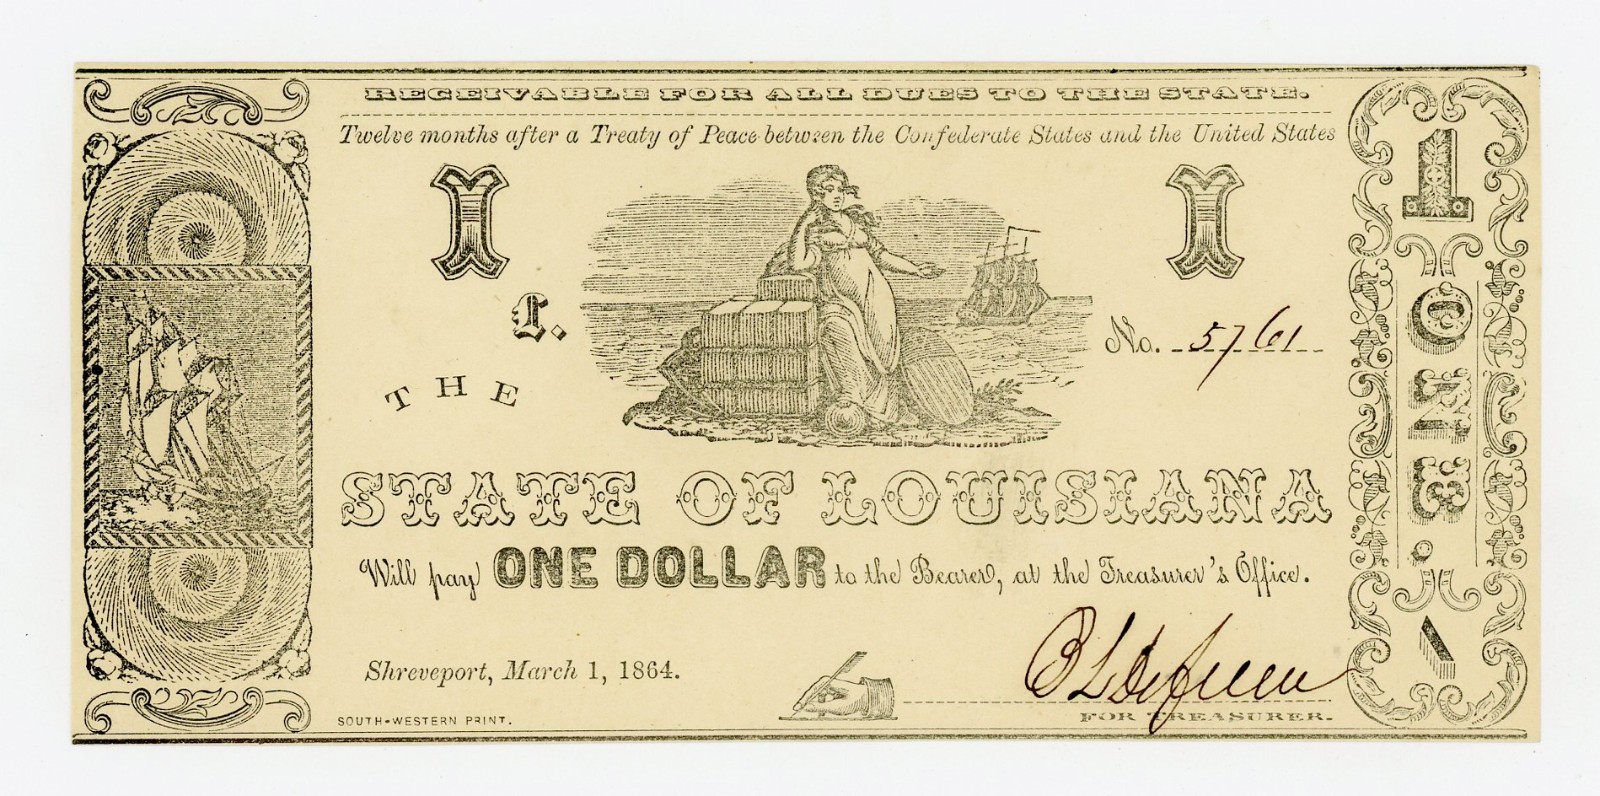 RECEIVABLE FOR ALL DUES TO THE STATE.
Twelve months after a Treaty of Peace between the Confederate States and the United States
1 1
L.
No. 5761
THE
STATE OF LOUISIANA
Will pay ONE DOLLAR to the Bearer, at the Treasurer's Office.
Shreveport, March 1, 1864.
SOUTH-WESTERN PRINT.
FOR TREASURER.
1 ONE. 1